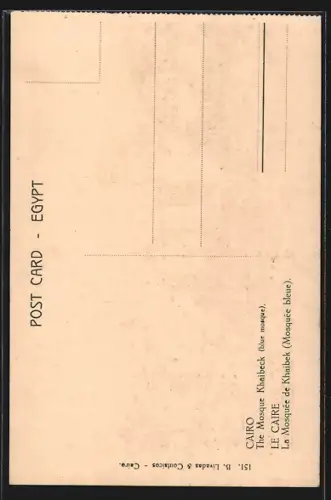 POST CARD - EGYPT
CAIRO
The Mosque Khaibeck (blue mosque).
LE CAIRE
La Mosquée de Khaibek (Mosquée bleue).
151. B. Livadas & Coutsicos - Cairo.